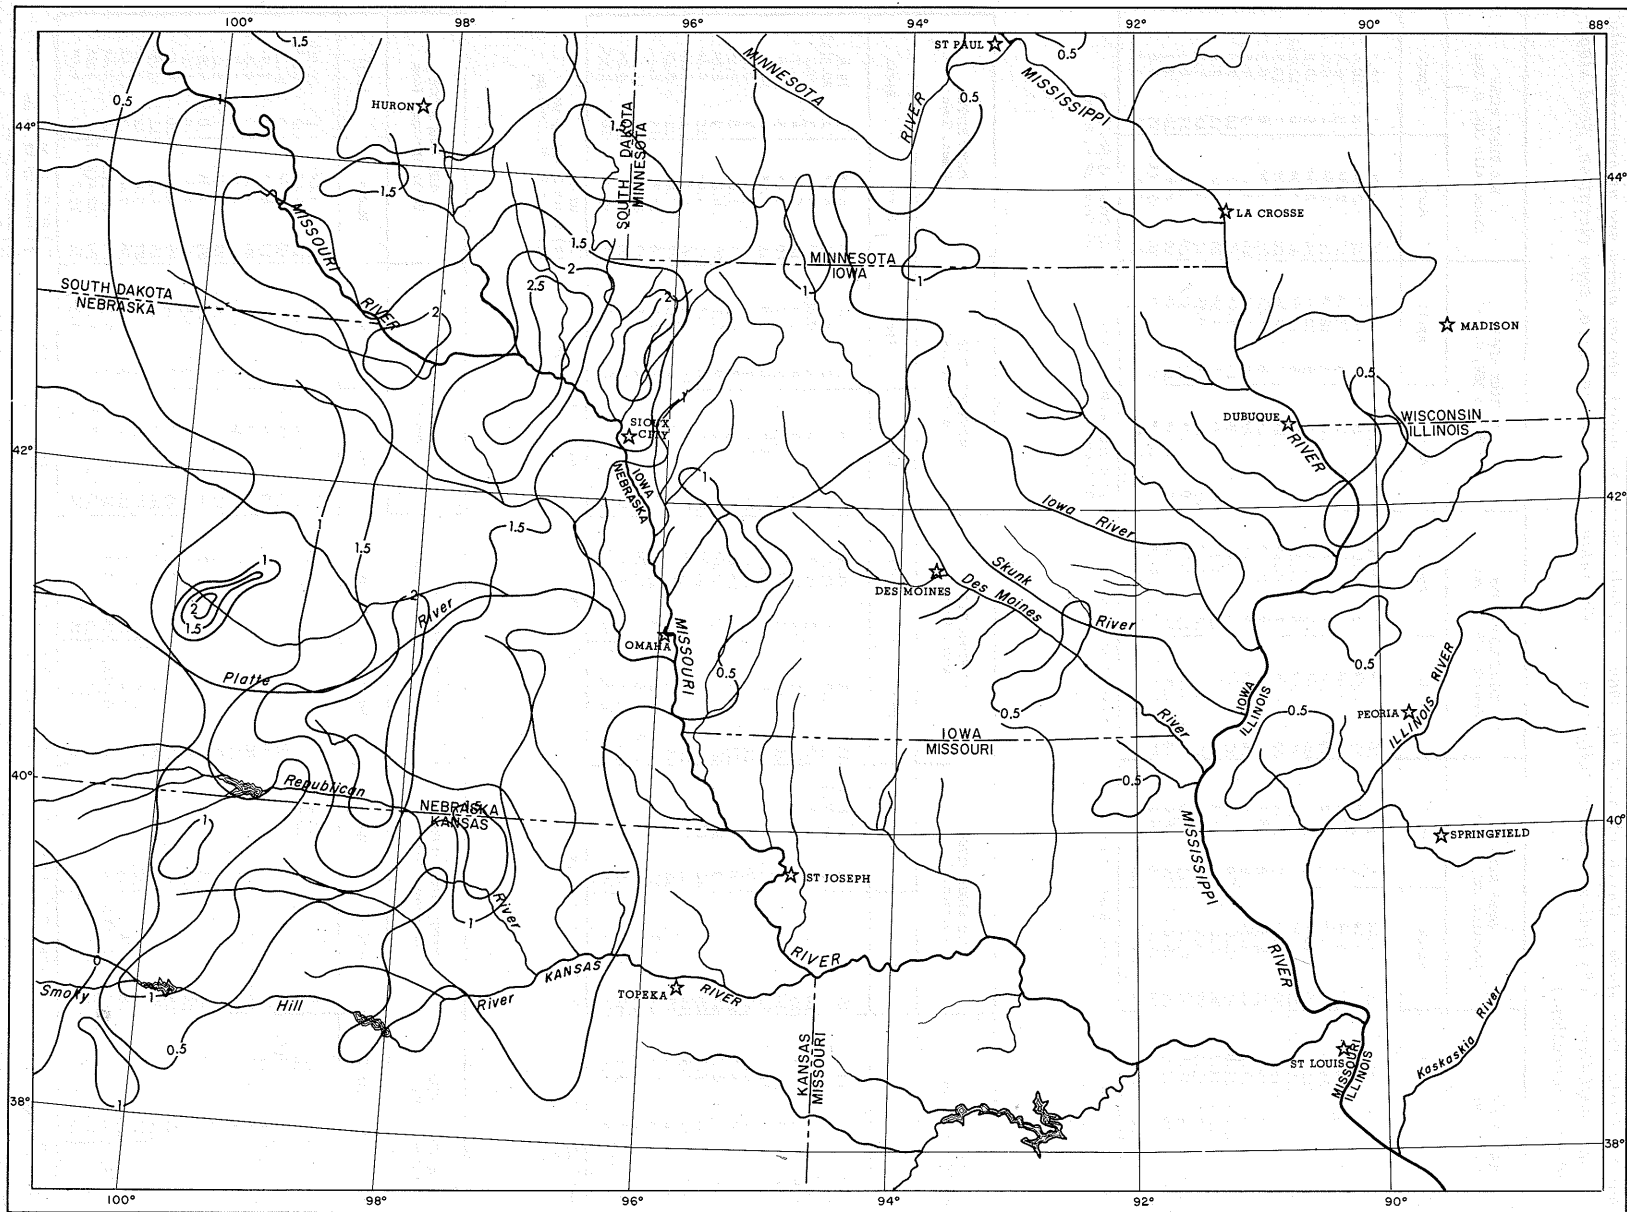 100° 98° 96° 94° 92° 90° 88°
1.5
ST PAUL
0.5
MINNESOTA
RIVER
MISSISSIPPI
0.5
1
HURON
0.5
SOUTH DAKOTA
MINNESOTA
44°
1
1.5
44°
MISSOURI
RIVER
LA CROSSE
1.5
2
2.5
MINNESOTA
IOWA
1
1
SOUTH DAKOTA
NEBRASKA
2
2
MADISON
0.5
1
SIOUX
CITY
DUBUQUE
RIVER
WISCONSIN
ILLINOIS
42°
IOWA
NEBRASKA
1
42°
Iowa River
1
1.5
1.5
Skunk
River
Des Moines
River
DES MOINES
1
2
1.5
2
River
Platte
OMAHA
MISSOURI
0.5
0.5
0.5
IOWA
ILLINOIS
0.5
PEORIA
ILLINOIS RIVER
IOWA
MISSOURI
40°
Republican
River
NEBRASKA
KANSAS
1.5
0.5
MISSISSIPPI
RIVER
40°
SPRINGFIELD
1
ST JOSEPH
1
1
0
Smoky
Hill
River
1
KANSAS
RIVER
TOPEKA
RIVER
0.5
KANSAS
MISSOURI
ST LOUIS
MISSOURI
ILLINOIS
Kaskaskia River
38°
1
38°
100° 98° 96° 94° 92° 90°